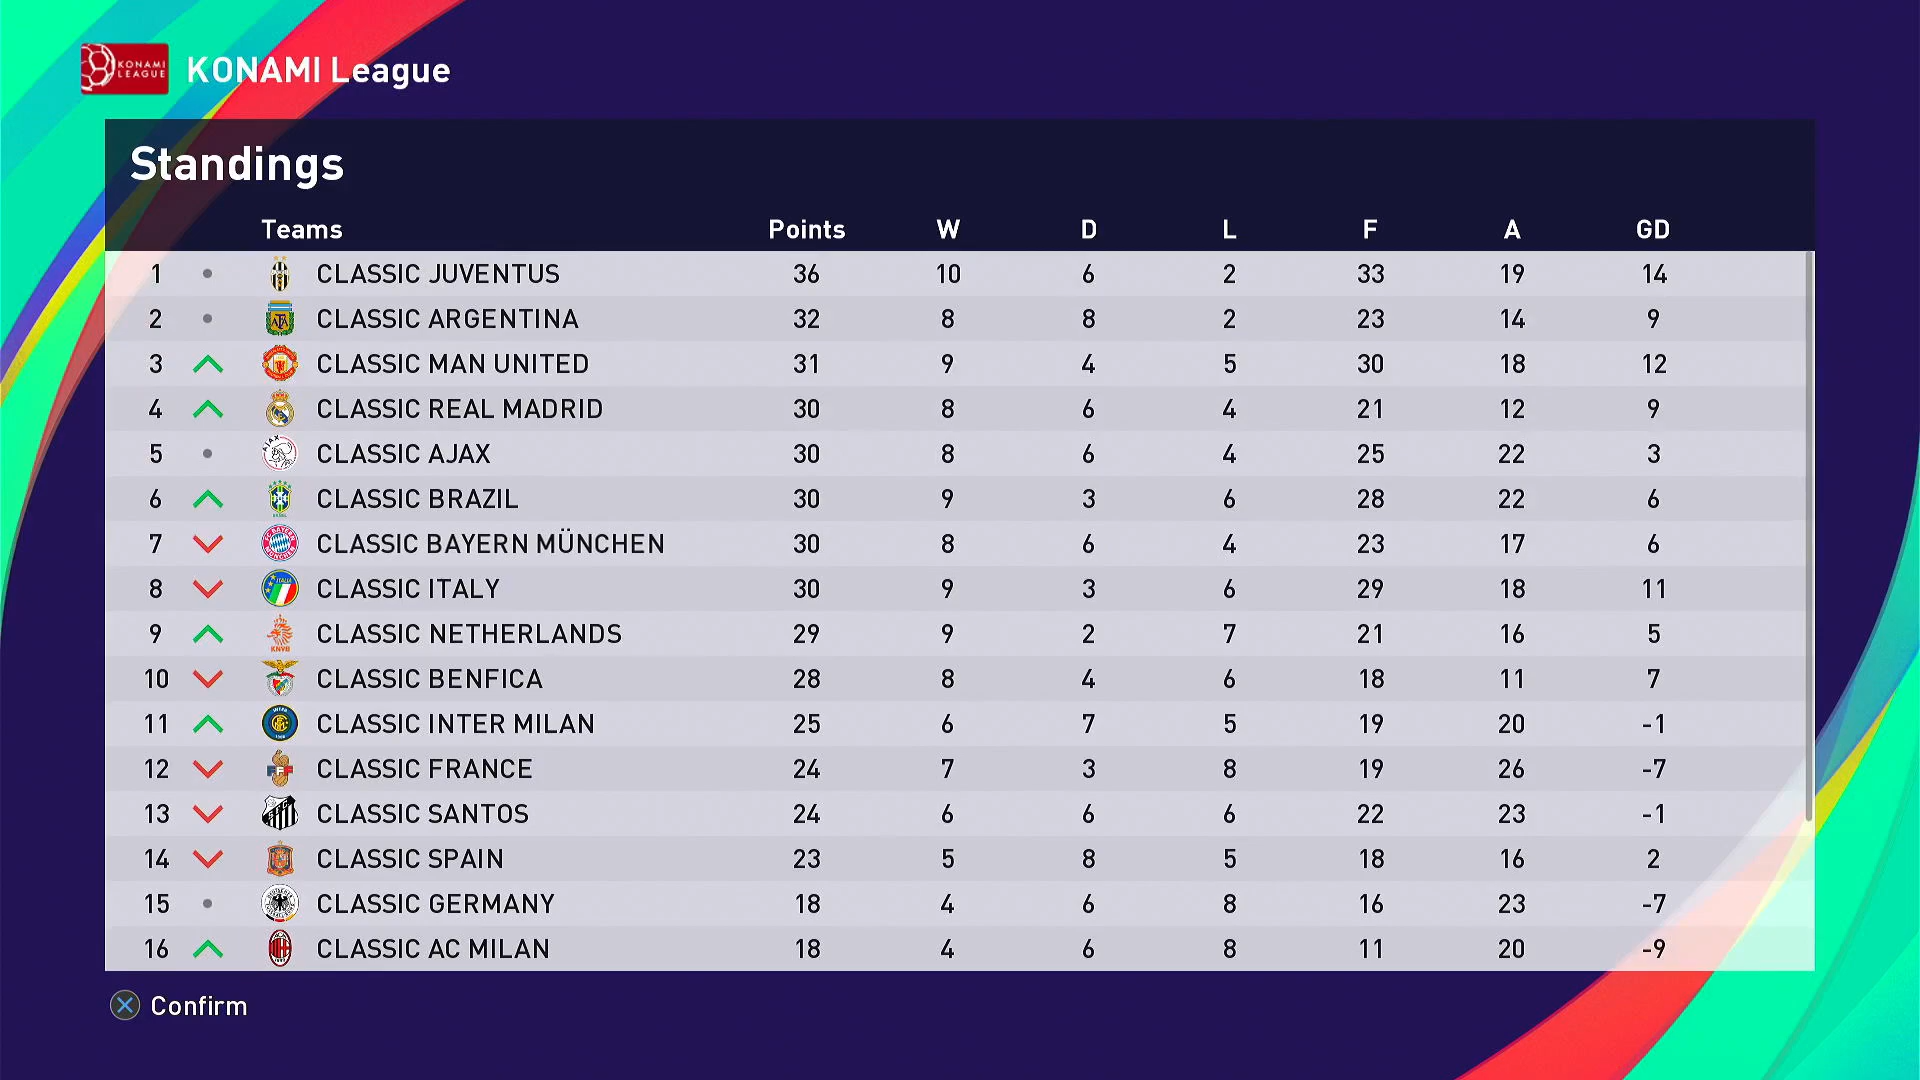 KONAMI LEAGUE
KONAMI League
Standings
Teams Points W D L F A GD
1 CLASSIC JUVENTUS 36 10 6 2 33 19 14
2 CLASSIC ARGENTINA 32 8 8 2 23 14 9
3 CLASSIC MAN UNITED 31 9 4 5 30 18 12
4 CLASSIC REAL MADRID 30 8 6 4 21 12 9
5 CLASSIC AJAX 30 8 6 4 25 22 3
6 CLASSIC BRAZIL 30 9 3 6 28 22 6
7 CLASSIC BAYERN MÜNCHEN 30 8 6 4 23 17 6
8 CLASSIC ITALY 30 9 3 6 29 18 11
9 CLASSIC NETHERLANDS 29 9 2 7 21 16 5
10 CLASSIC BENFICA 28 8 4 6 18 11 7
11 CLASSIC INTER MILAN 25 6 7 5 19 20 -1
12 CLASSIC FRANCE 24 7 3 8 19 26 -7
13 CLASSIC SANTOS 24 6 6 6 22 23 -1
14 CLASSIC SPAIN 23 5 8 5 18 16 2
15 CLASSIC GERMANY 18 4 6 8 16 23 -7
16 CLASSIC AC MILAN 18 4 6 8 11 20 -9
Confirm